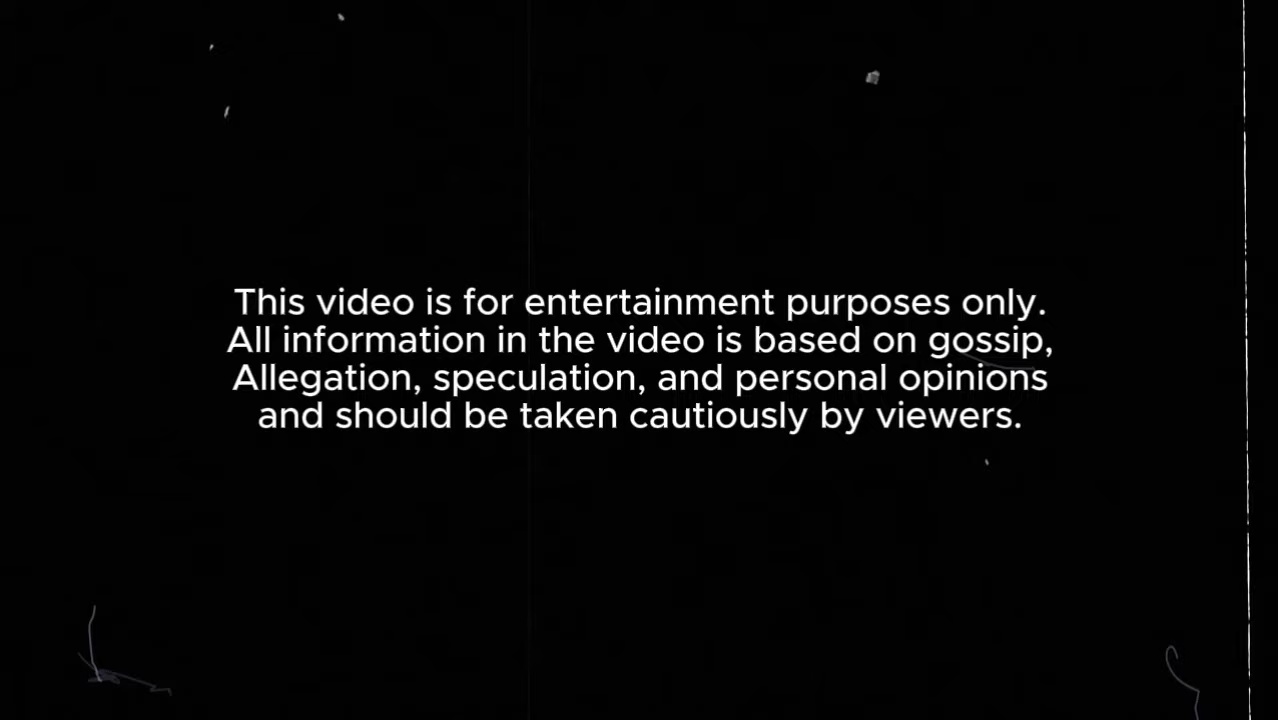 This video is for entertainment purposes only.
All information in the video is based on gossip,
Allegation, speculation, and personal opinions
and should be taken cautiously by viewers.